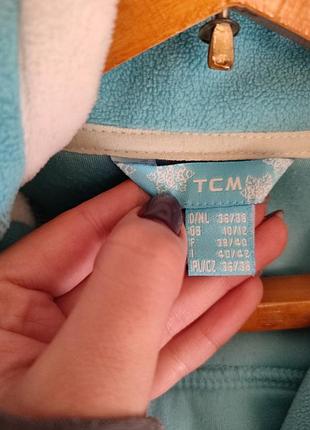 TCM
D/NL 36/38
GB 10/12
F 38/40
I 40/42
PL/CZ 36/38